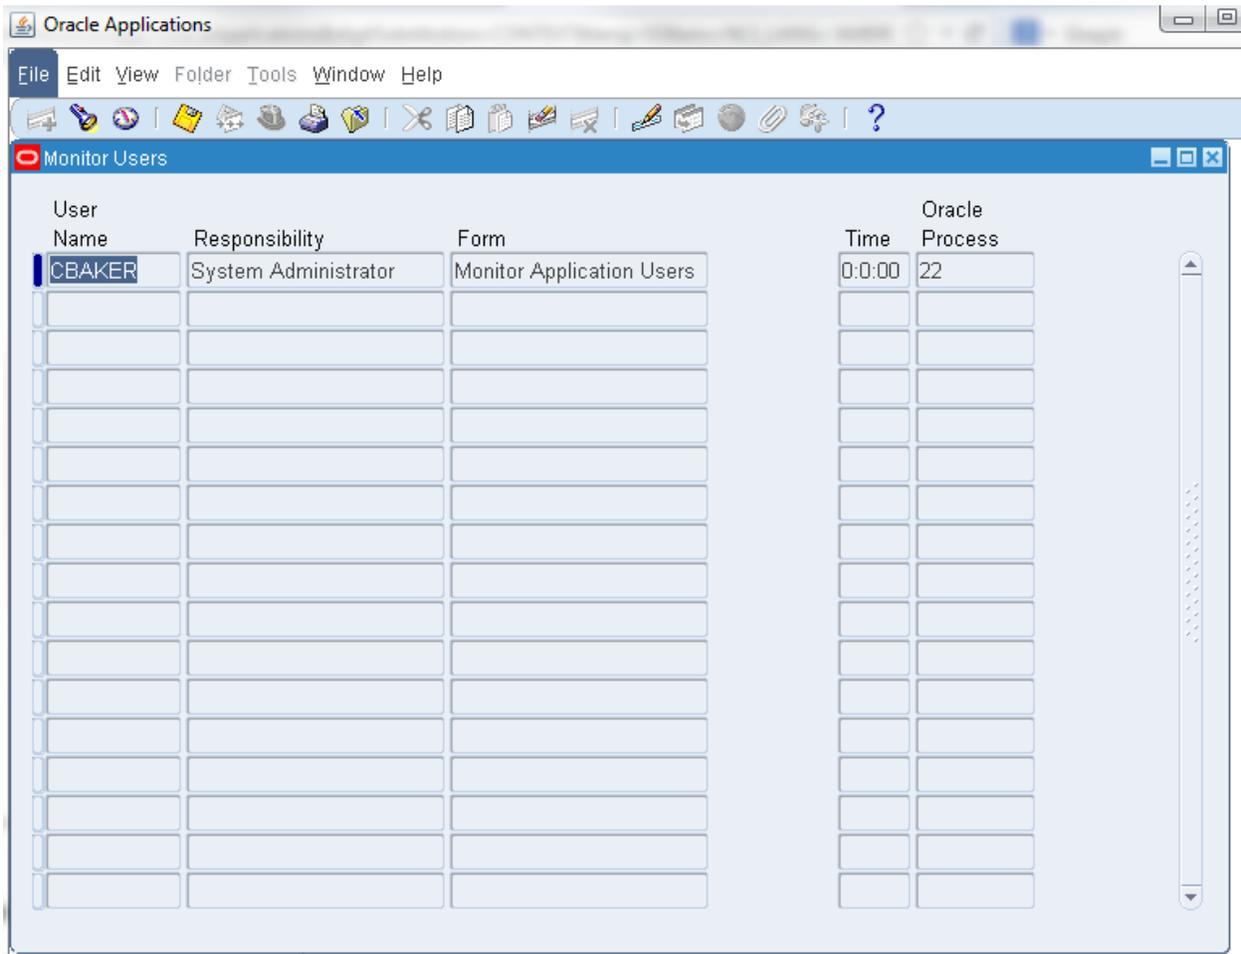 Oracle Applications
File Edit View Folder Tools Window Help
?
Monitor Users
User Oracle
Name Responsibility Form Time Process
CBAKER System Administrator Monitor Application Users 0:0:00 22